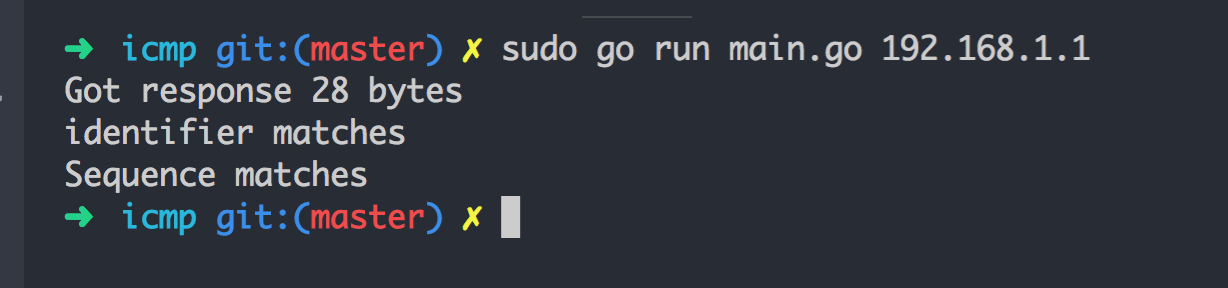 ➜ icmp git:(master) ✗ sudo go run main.go 192.168.1.1
Got response 28 bytes
identifier matches
Sequence matches
➜ icmp git:(master) ✗